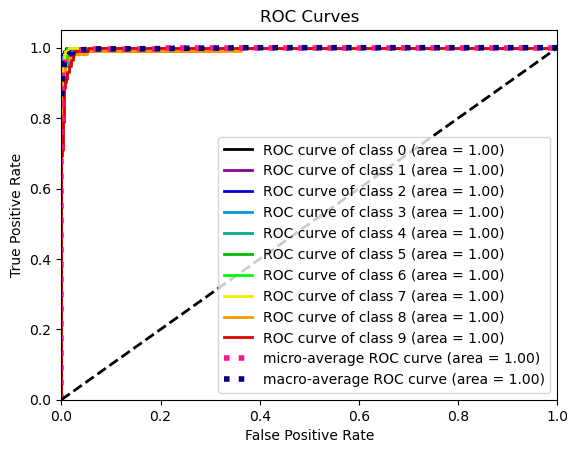 ROC Curves
True Positive Rate
1.0
0.8
0.6
0.4
0.2
0.0
ROC curve of class 0 (area = 1.00)
ROC curve of class 1 (area = 1.00)
ROC curve of class 2 (area = 1.00)
ROC curve of class 3 (area = 1.00)
ROC curve of class 4 (area = 1.00)
ROC curve of class 5 (area = 1.00)
ROC curve of class 6 (area = 1.00)
ROC curve of class 7 (area = 1.00)
ROC curve of class 8 (area = 1.00)
ROC curve of class 9 (area = 1.00)
micro-average ROC curve (area = 1.00)
macro-average ROC curve (area = 1.00)
0.0 0.2 0.4 0.6 0.8 1.0
False Positive Rate